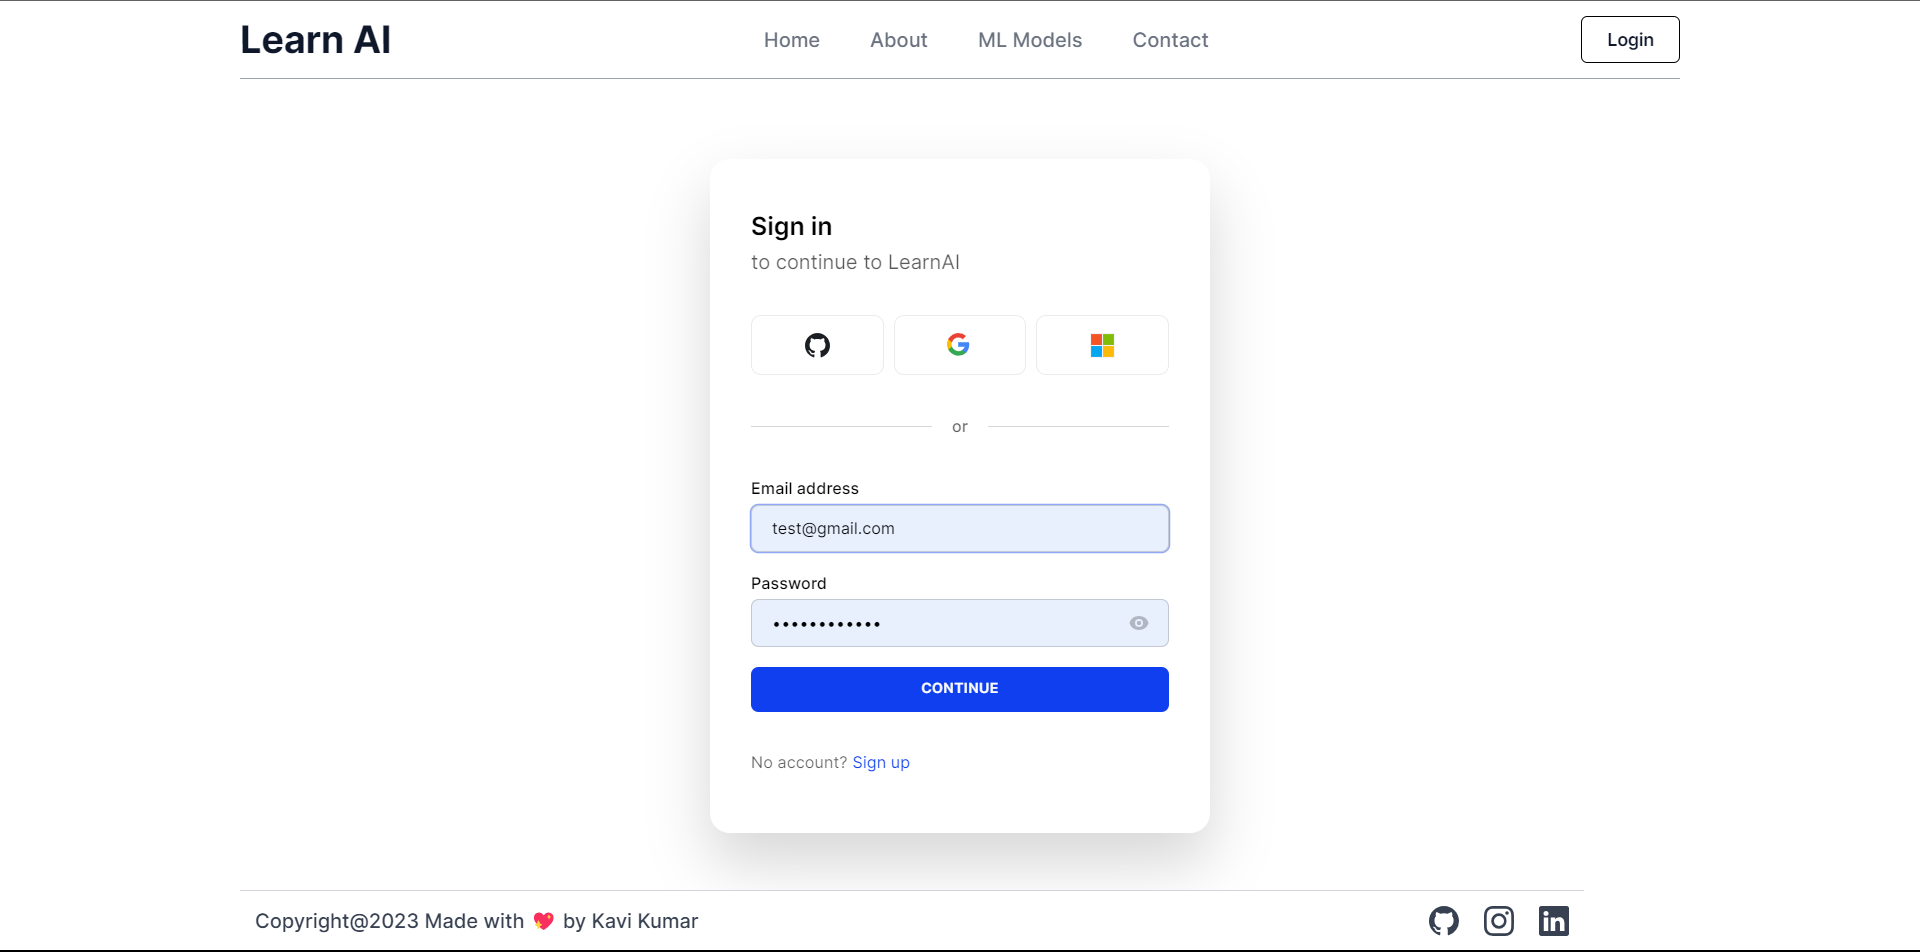 Learn AI
Home
About
ML Models
Contact
Login
Sign in
to continue to LearnAI
or
Email address
test@gmail.com
Password
••••••••••••
CONTINUE
No account? Sign up
Copyright@2023 Made with 💖 by Kavi Kumar